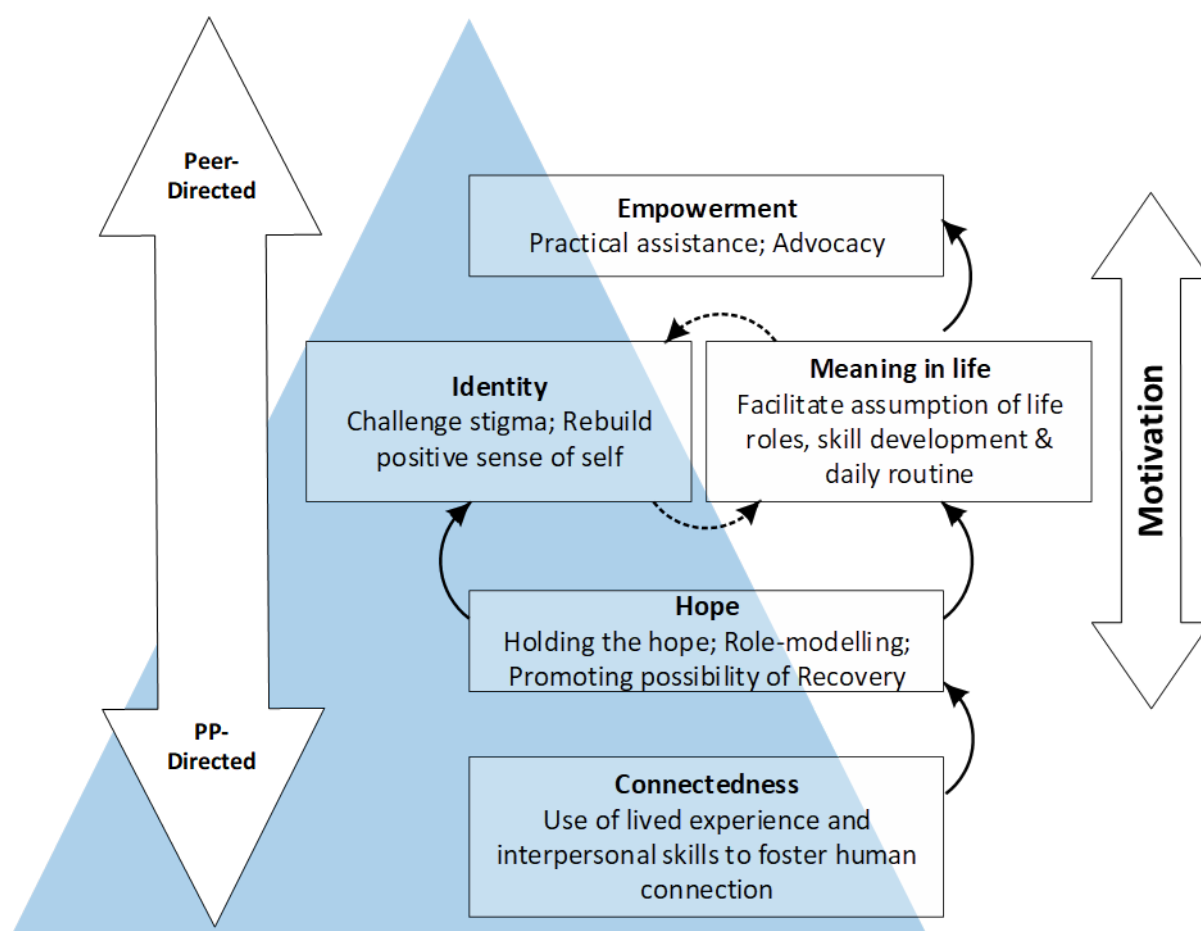 Peer-
Directed
Empowerment
Practical assistance; Advocacy
Identity
Challenge stigma; Rebuild
positive sense of self
Meaning in life
Facilitate assumption of life
roles, skill development &
daily routine
Motivation
Hope
Holding the hope; Role-modelling;
Promoting possibility of Recovery
PP-
Directed
Connectedness
Use of lived experience and
interpersonal skills to foster human
connection